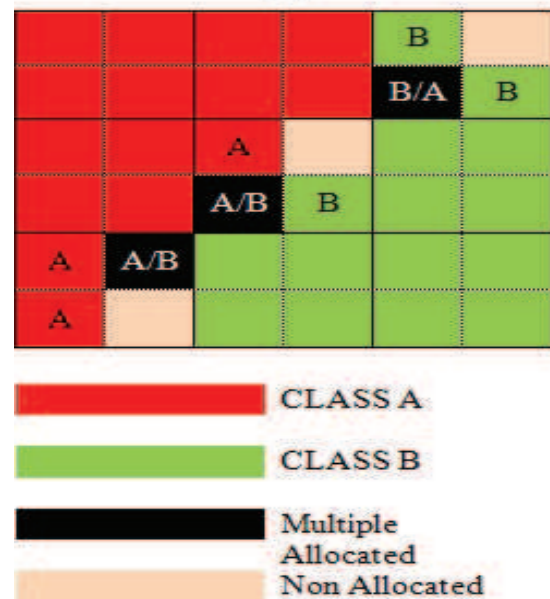 B
B/A B
A
A/B B
A A/B
A
CLASS A
CLASS B
Multiple
Allocated
Non Allocated